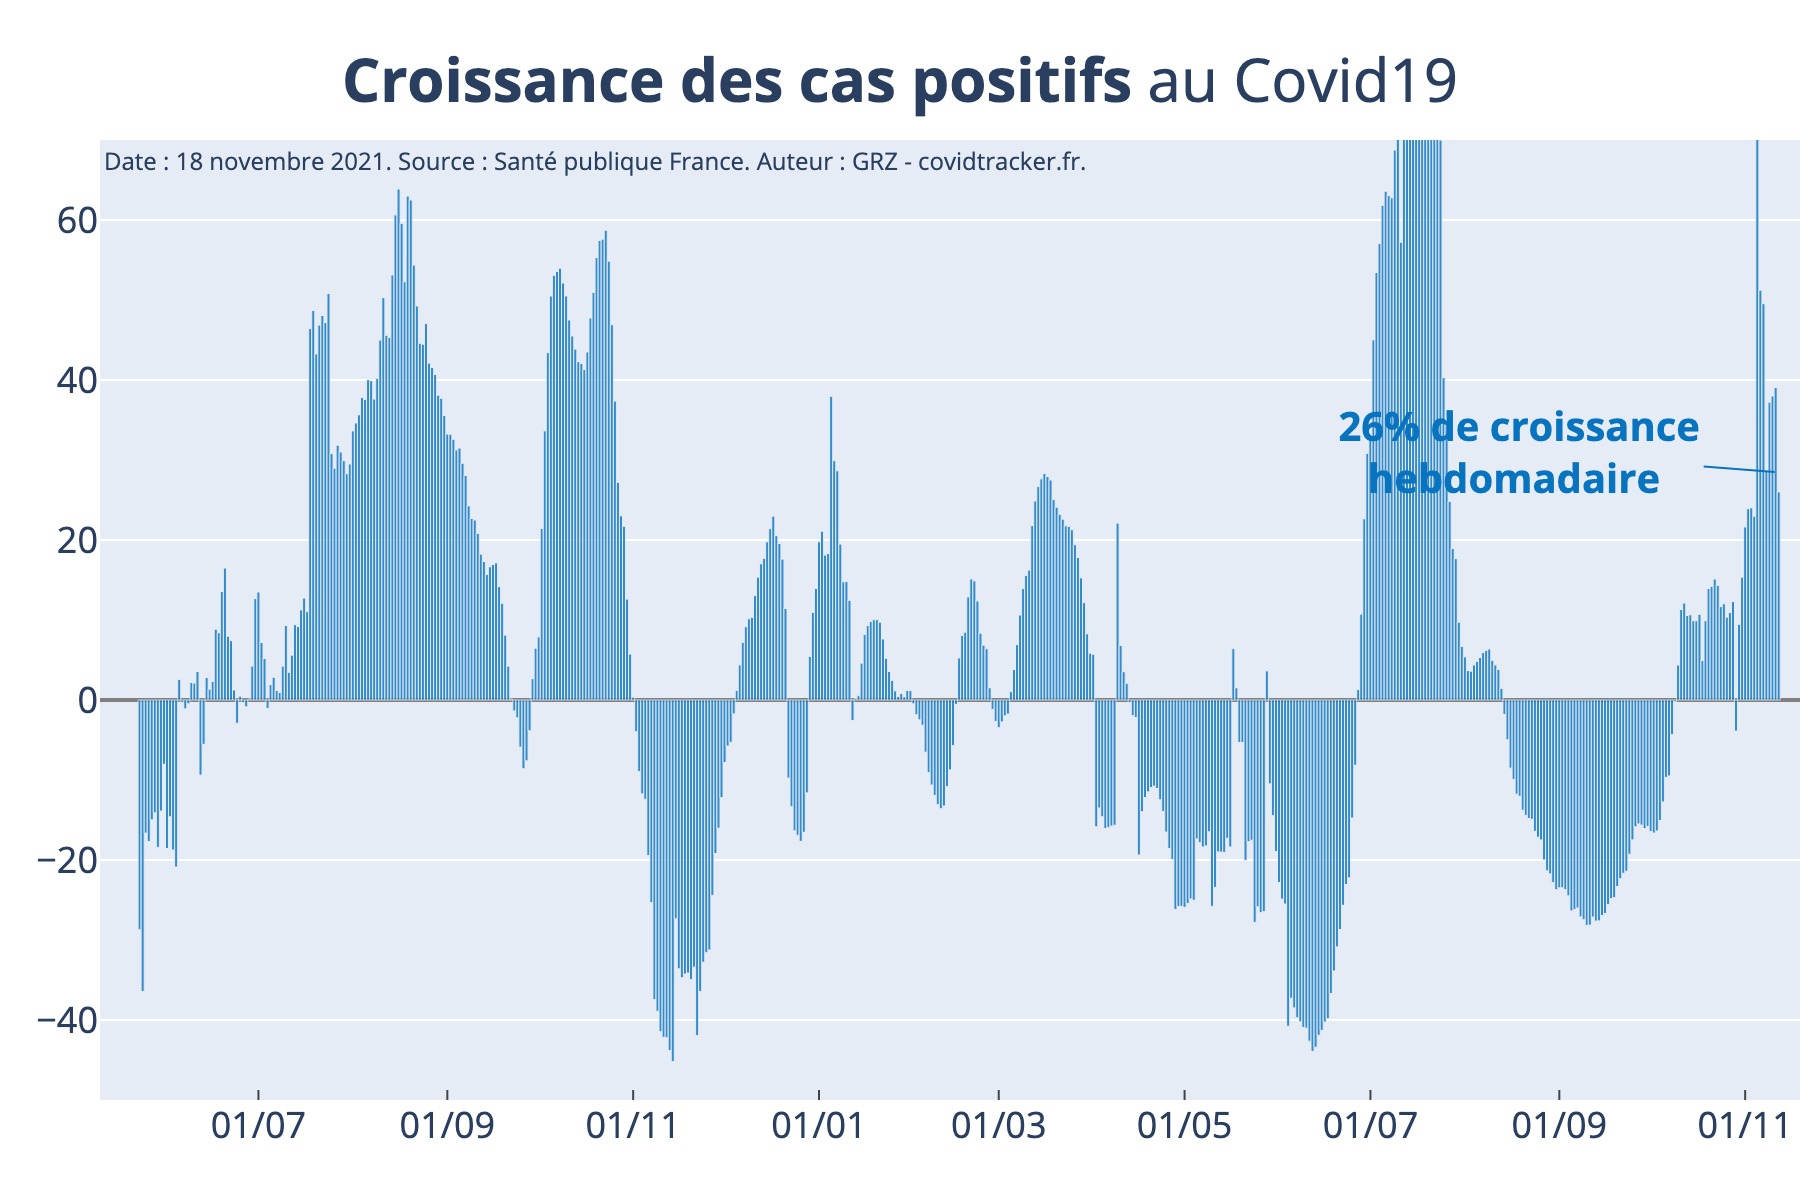 Croissance des cas positifs au Covid19
Date : 18 novembre 2021. Source : Santé publique France. Auteur : GRZ - covidtracker.fr.
60
40
26% de croissance
hebdomadaire
20
0
−20
−40
01/07 01/09 01/11 01/01 01/03 01/05 01/07 01/09 01/11